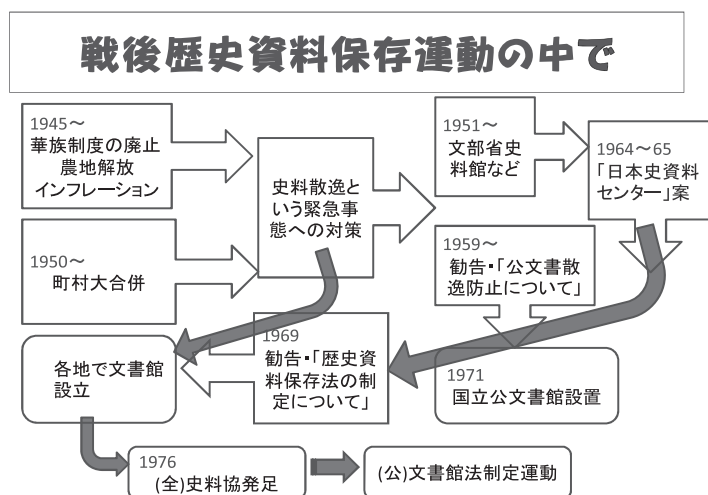 戦後歴史資料保存運動の中で
1945～
華族制度の廃止
農地解放
インフレーション
1950～
町村大合併
史料散逸と
いう緊急事
態への対策
1951～
文部省史
料館など
1964～65
「日本史資料
センター」案
1959～
勧告・「公文書散
逸防止について」
1969
勧告・「歴史資
料保存法の制
定について」
各地で文書館
設立
1971
国立公文書館設置
1976
(全)史料協発足
(公)文書館法制定運動